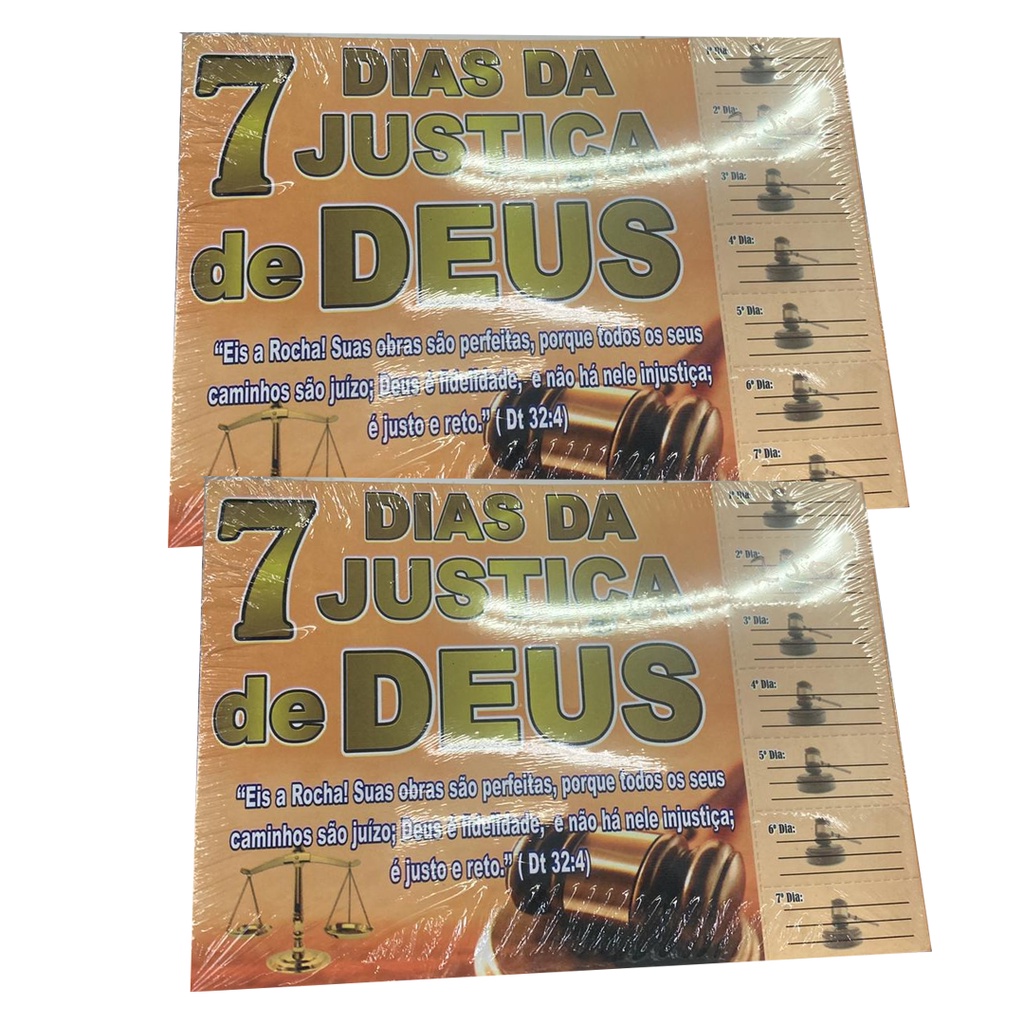 7 DIAS DA
JUSTIÇA
de DEUS
“Eis a Rocha! Suas obras são perfeitas, porque todos os seus
caminhos são juízo; Deus é fidelidade, e não há nele injustiça;
é justo e reto.” ( Dt 32:4)
1º Dia:
2º Dia:
3º Dia:
4º Dia:
5º Dia:
6º Dia:
7º Dia:
7 DIAS DA
JUSTIÇA
de DEUS
“Eis a Rocha! Suas obras são perfeitas, porque todos os seus
caminhos são juízo; Deus é fidelidade, e não há nele injustiça;
é justo e reto.” ( Dt 32:4)
1º Dia:
2º Dia:
3º Dia:
4º Dia:
5º Dia:
6º Dia:
7º Dia: